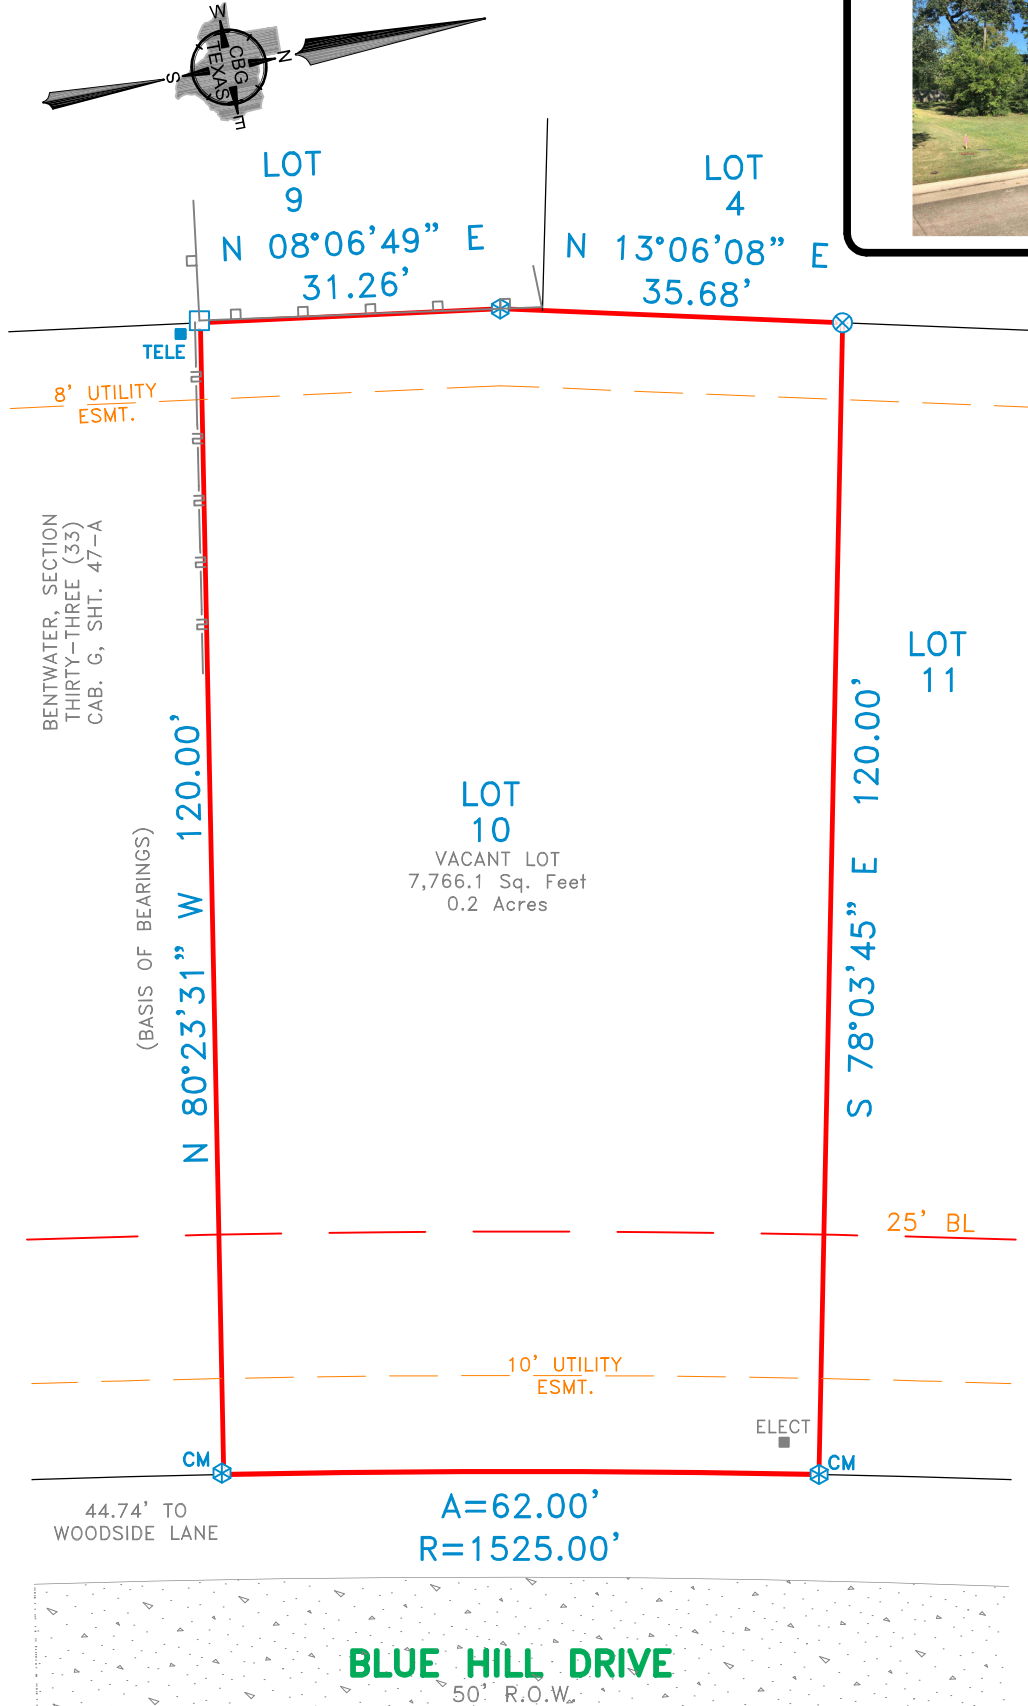 W
N
S
E
CBG
TEXAS
LOT
9
LOT
4
N 08°06'49" E
31.26'
N 13°06'08" E
35.68'
TELE
8' UTILITY
ESMT.
BENTWATER, SECTION
THIRTY-THREE (33)
CAB. G, SHT. 47-A
LOT
11
N 80°23'31" W 120.00'
(BASIS OF BEARINGS)
S 78°03'45" E 120.00'
LOT
10
VACANT LOT
7,766.1 Sq. Feet
0.2 Acres
25' BL
10' UTILITY
ESMT.
ELECT
CM
CM
44.74' TO
WOODSIDE LANE
A=62.00'
R=1525.00'
BLUE HILL DRIVE
50' R.O.W.